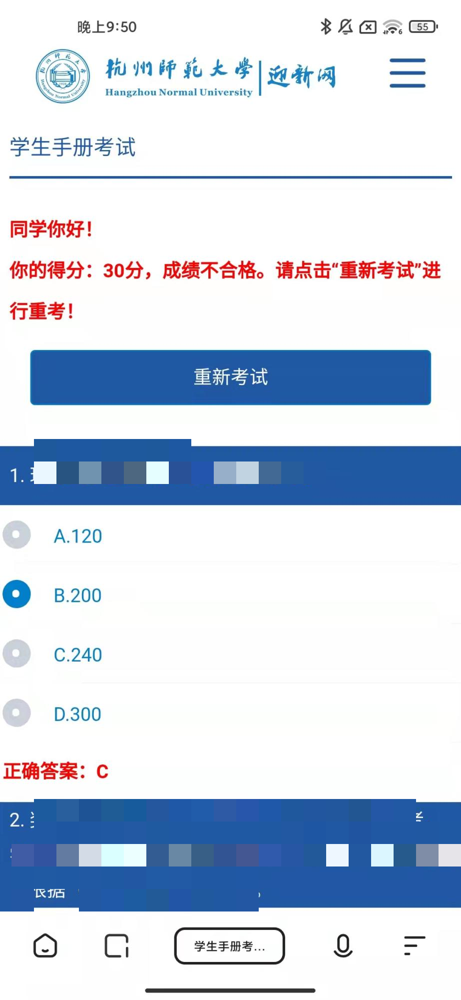 晚上9:50
55
杭州師範大學 迎新网
Hangzhou Normal University
学生手册考试
同学你好！
你的得分：30分，成绩不合格。请点击“重新考试”进
行重考！
重新考试
1.
A.120
B.200
C.240
D.300
正确答案：C
2.
根据
学生手册考...